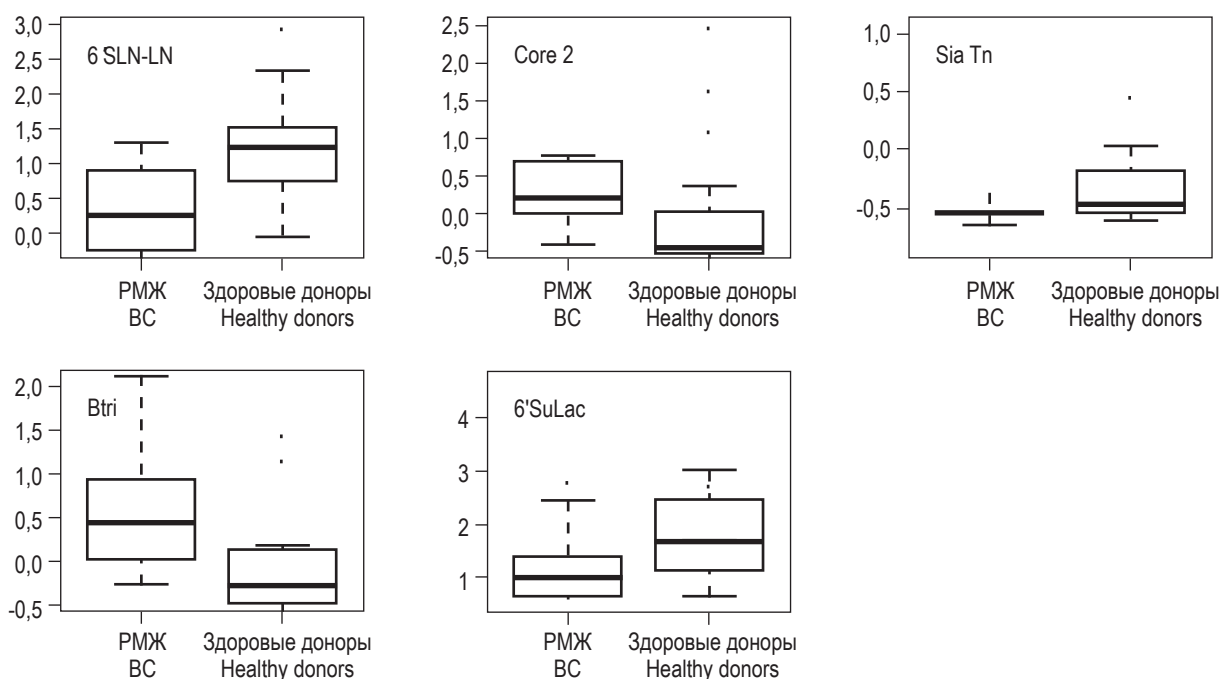 6'SLN-LN
3,0
2,5
2,0
1,5
1,0
0,5
0,0
РМЖ
BC
Здоровые доноры
Healthy donors
Core 2
2,5
2,0
1,5
1,0
0,5
0,0
-0,5
РМЖ
BC
Здоровые доноры
Healthy donors
Sia Tn
1,0
0,5
0,0
-0,5
РМЖ
BC
Здоровые доноры
Healthy donors
Btri
2,0
1,5
1,0
0,5
0,0
-0,5
РМЖ
BC
Здоровые доноры
Healthy donors
6'SuLac
4
3
2
1
РМЖ
BC
Здоровые доноры
Healthy donors